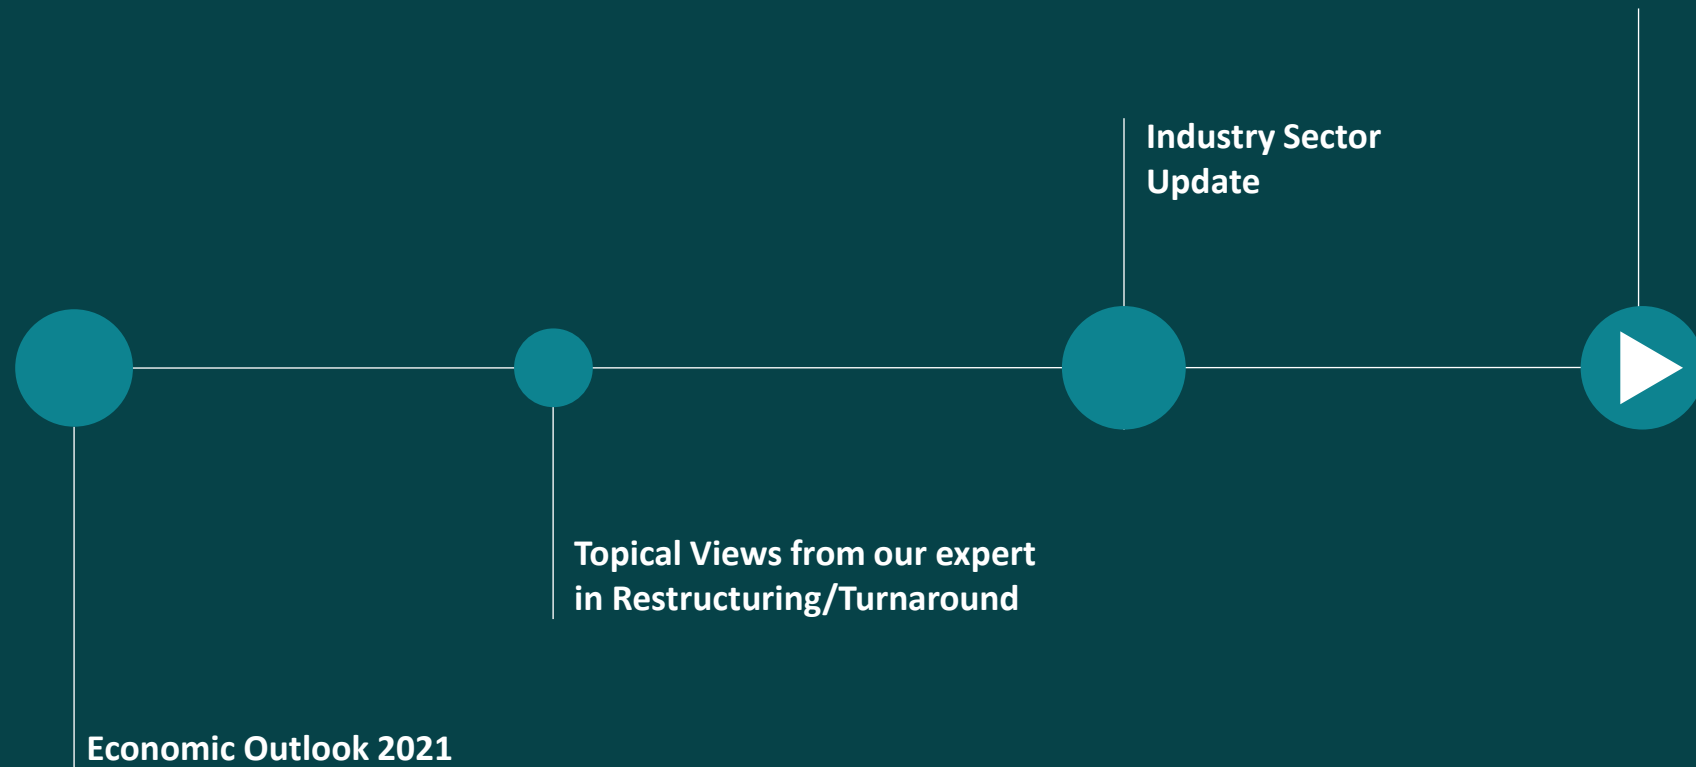 Industry Sector
Update
Topical Views from our expert
in Restructuring/Turnaround
Economic Outlook 2021